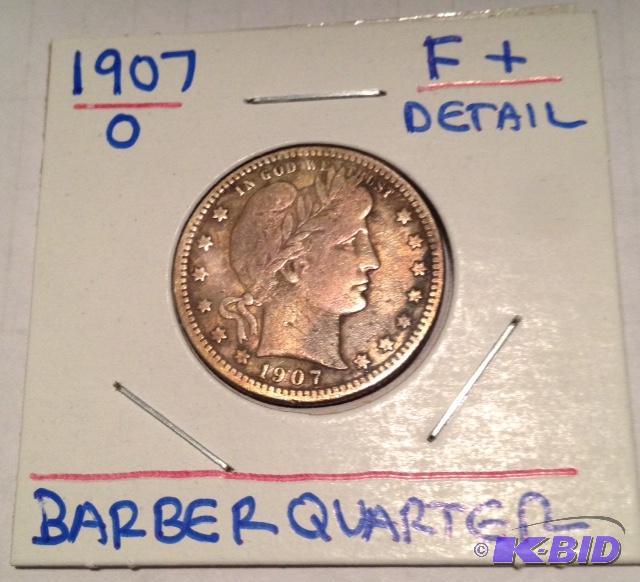 1907 F +
O DETAIL
IN GOD WE TRUST
1907
BARBER QUARTER
© K-BID